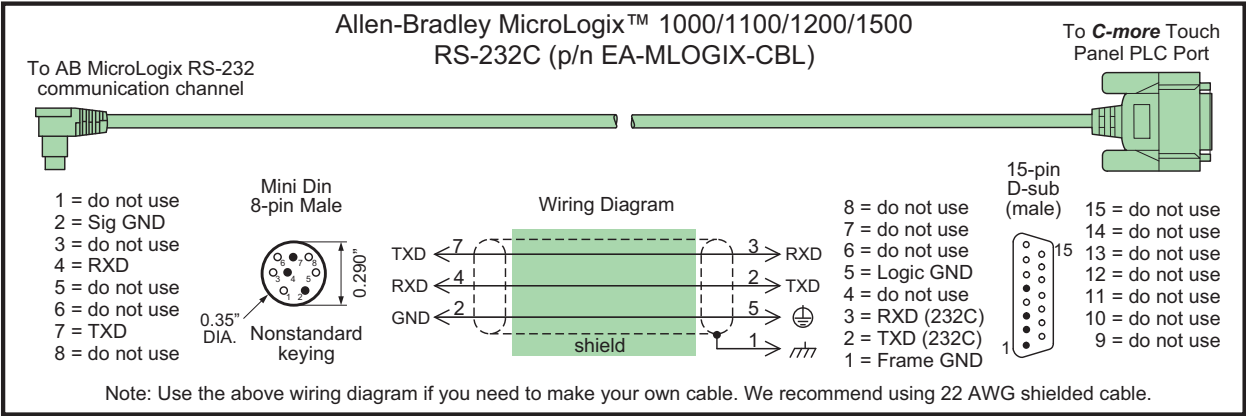 Allen-Bradley MicroLogix™ 1000/1100/1200/1500
RS-232C (p/n EA-MLOGIX-CBL)
To AB MicroLogix RS-232
communication channel
To C-more Touch
Panel PLC Port
1 = do not use
2 = Sig GND
3 = do not use
4 = RXD
5 = do not use
6 = do not use
7 = TXD
8 = do not use
Mini Din
8-pin Male
6 7 8
3 4 5
1 2
0.290"
0.35"
DIA.
Nonstandard
keying
Wiring Diagram
TXD 7 3 RXD
RXD 4 2 TXD
GND 2 5
1
shield
8 = do not use
7 = do not use
6 = do not use
5 = Logic GND
4 = do not use
3 = RXD (232C)
2 = TXD (232C)
1 = Frame GND
15-pin
D-sub
(male)
15
1
15 = do not use
14 = do not use
13 = do not use
12 = do not use
11 = do not use
10 = do not use
9 = do not use
Note: Use the above wiring diagram if you need to make your own cable. We recommend using 22 AWG shielded cable.